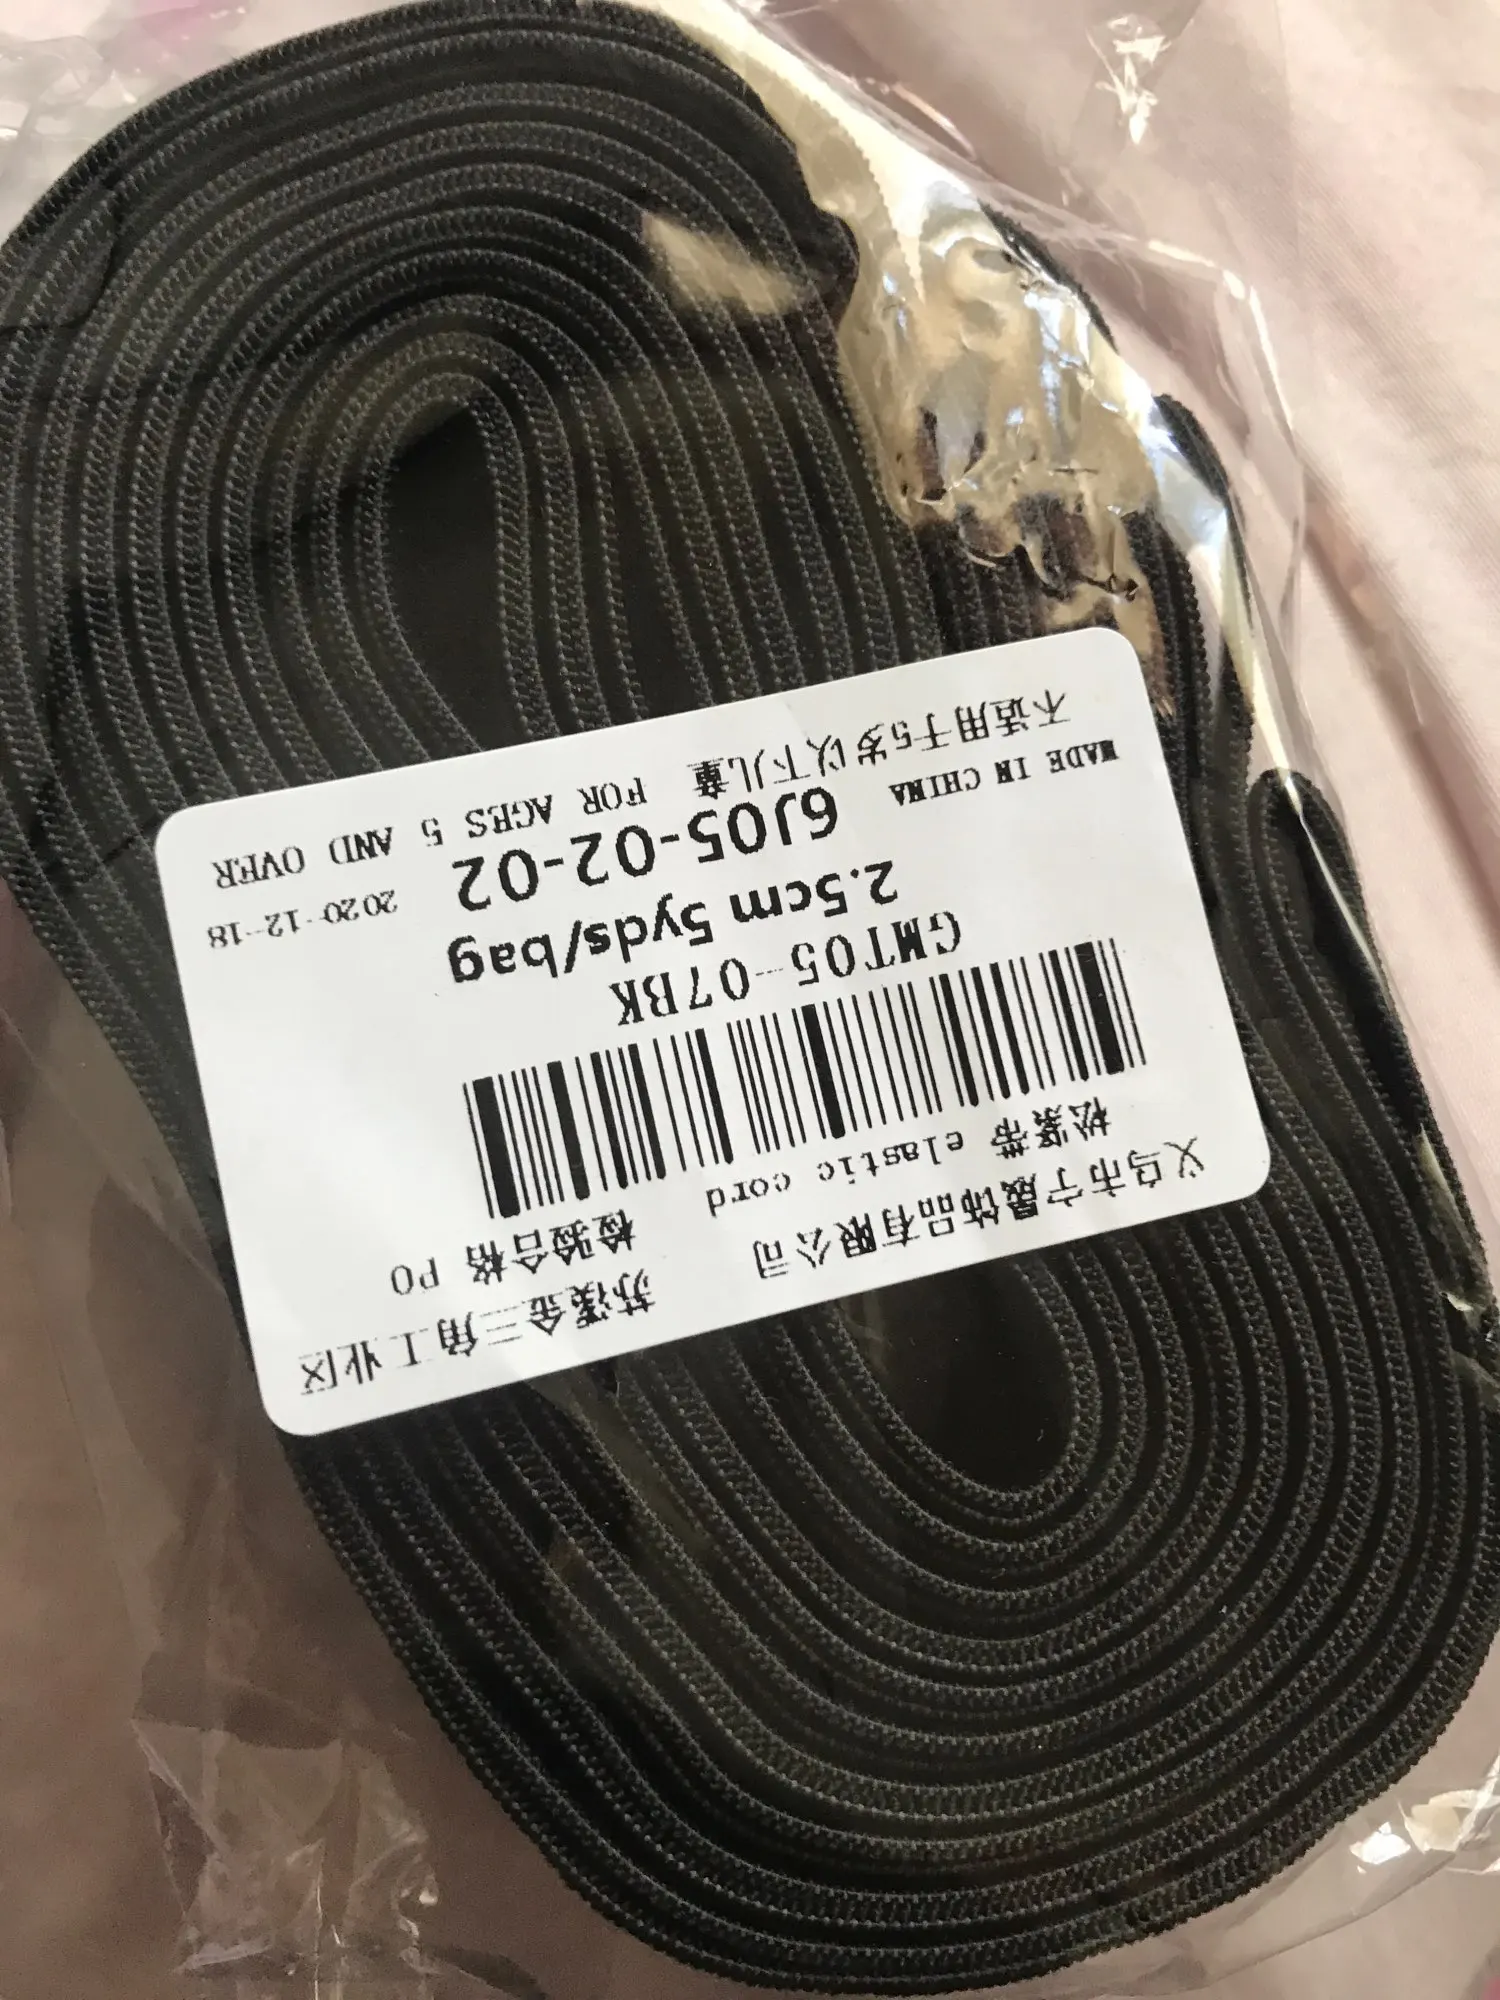 义乌市宁晟饰品有限公司 苏溪金三角工业区
松紧带 elastic cord 检验合格 PO
GMT05-07BK
2.5cm 5yds/bag
6J05-02-02
MADE IN CHINA 2020-12-18
不适用于5岁以下儿童 FOR AGES 5 AND OVER